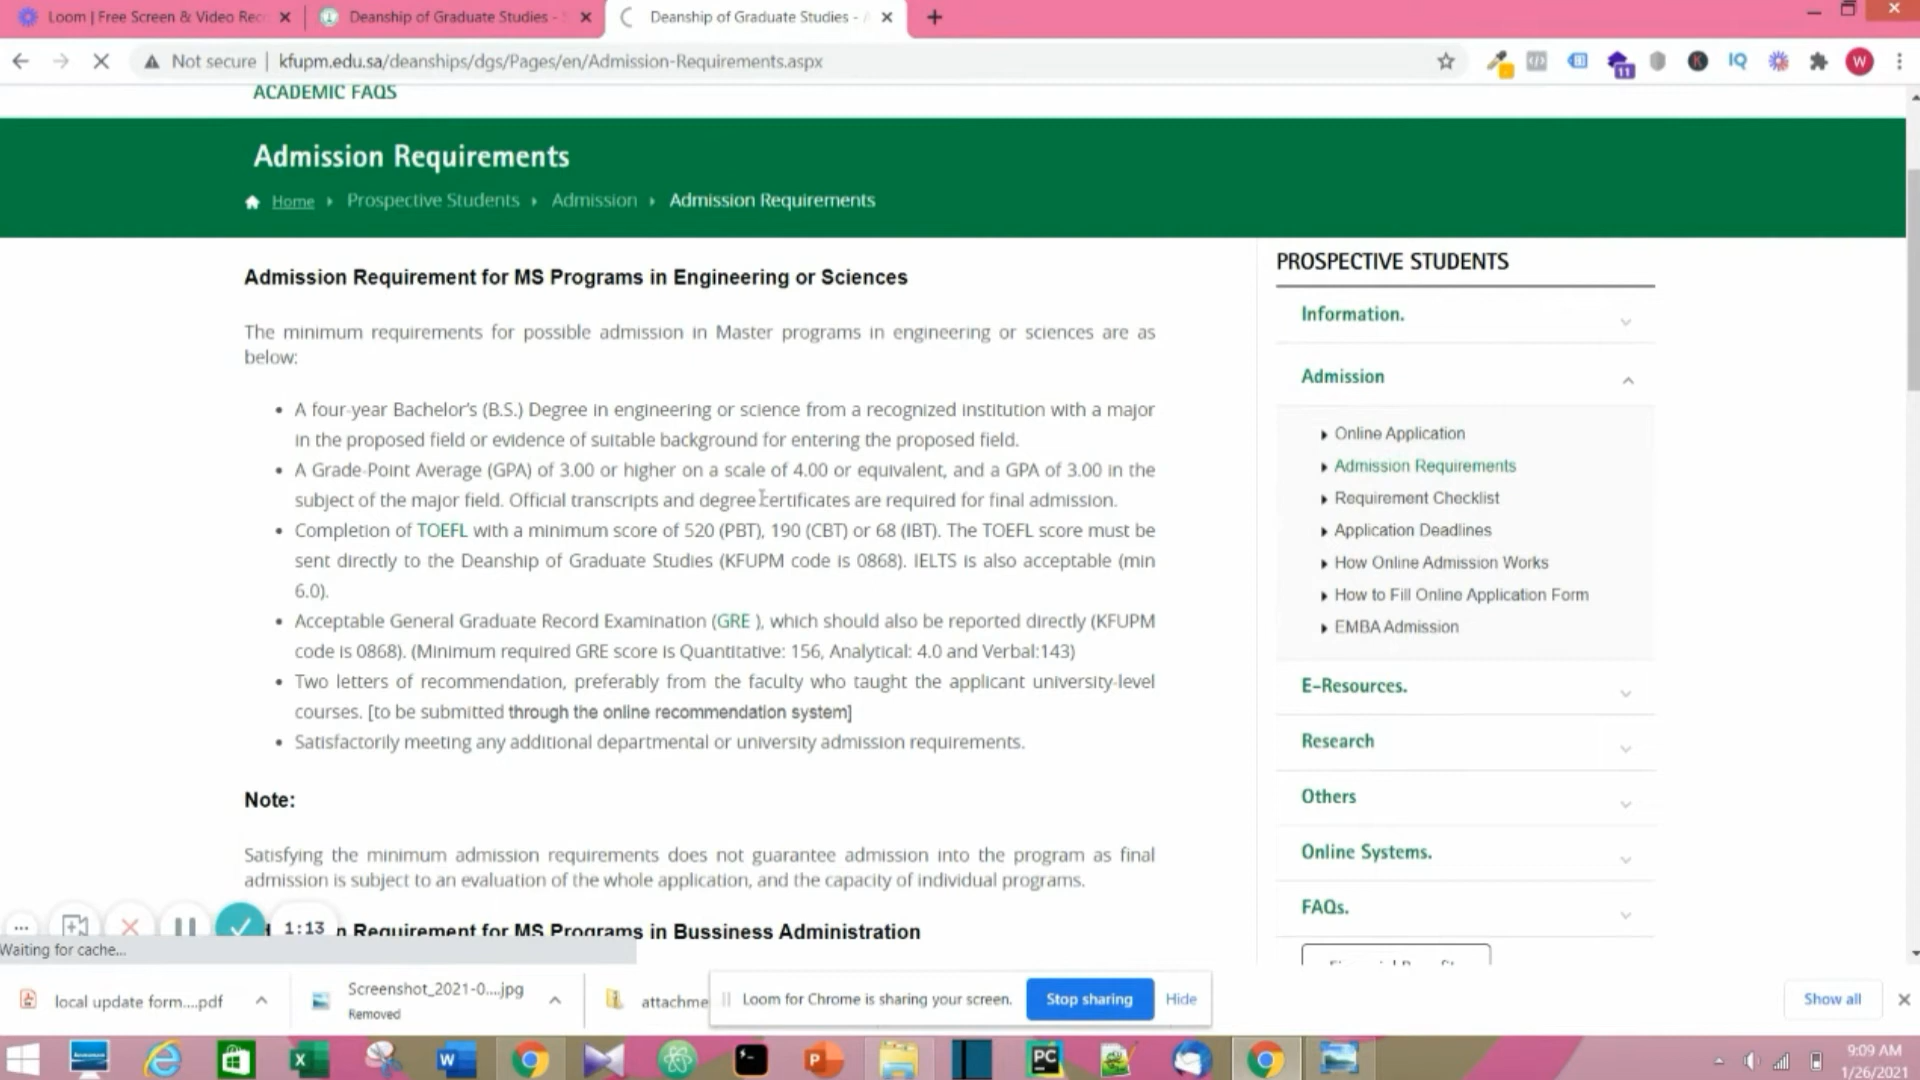 Loom | Free Screen & Video Rec
Deanship of Graduate Studies -
Deanship of Graduate Studies -
Not secure | kfupm.edu.sa/deanships/dgs/Pages/en/Admission-Requirements.aspx
11
IQ
W
ACADEMIC FAQS
Admission Requirements
Home Prospective Students Admission Admission Requirements
Admission Requirement for MS Programs in Engineering or Sciences
The minimum requirements for possible admission in Master programs in engineering or sciences are as
below:
• A four-year Bachelor's (B.S.) Degree in engineering or science from a recognized institution with a major
in the proposed field or evidence of suitable background for entering the proposed field.
• A Grade-Point Average (GPA) of 3.00 or higher on a scale of 4.00 or equivalent, and a GPA of 3.00 in the
subject of the major field. Official transcripts and degree certificates are required for final admission.
• Completion of TOEFL with a minimum score of 520 (PBT), 190 (CBT) or 68 (IBT). The TOEFL score must be
sent directly to the Deanship of Graduate Studies (KFUPM code is 0868). IELTS is also acceptable (min
6.0).
• Acceptable General Graduate Record Examination (GRE ), which should also be reported directly (KFUPM
code is 0868). (Minimum required GRE score is Quantitative: 156, Analytical: 4.0 and Verbal:143)
• Two letters of recommendation, preferably from the faculty who taught the applicant university-level
courses. [to be submitted through the online recommendation system]
• Satisfactorily meeting any additional departmental or university admission requirements.
Note:
Satisfying the minimum admission requirements does not guarantee admission into the program as final
admission is subject to an evaluation of the whole application, and the capacity of individual programs.
n Requirement for MS Programs in Bussiness Administration
PROSPECTIVE STUDENTS
Information.
Admission
Online Application
Admission Requirements
Requirement Checklist
Application Deadlines
How Online Admission Works
How to Fill Online Application Form
EMBA Admission
E-Resources.
Research
Others
Online Systems.
FAQs.
1:13
Waiting for cache...
local update form....pdf
Screenshot_2021-0....jpg
Removed
attachme
Loom for Chrome is sharing your screen.
Stop sharing
Hide
Show all
9:09 AM
1/26/2021